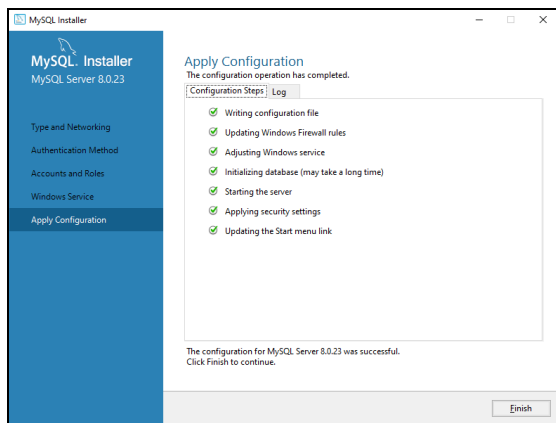 MySQL Installer
MySQL. Installer
MySQL Server 8.0.23
Type and Networking
Authentication Method
Accounts and Roles
Windows Service
Apply Configuration
Apply Configuration
The configuration operation has completed.
Configuration Steps Log
Writing configuration file
Updating Windows Firewall rules
Adjusting Windows service
Initializing database (may take a long time)
Starting the server
Applying security settings
Updating the Start menu link
The configuration for MySQL Server 8.0.23 was successful.
Click Finish to continue.
Finish